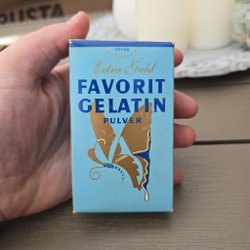 Extra Guld
FAVORIT
GELATIN
PULVER